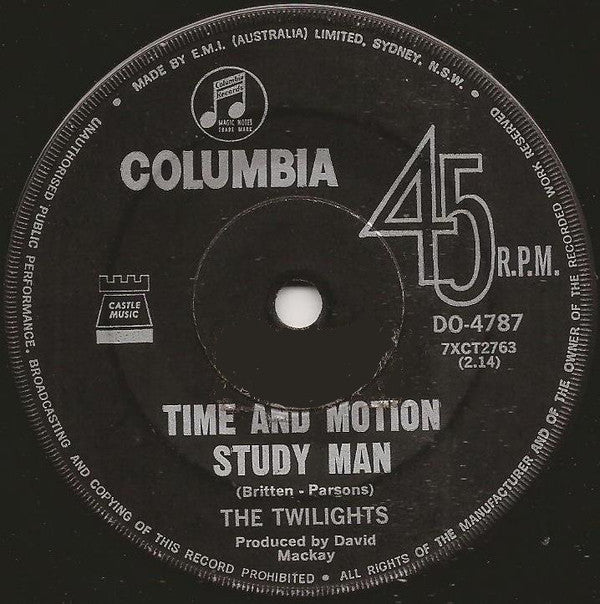 UNAUTHORISED PUBLIC PERFORMANCE, BROADCASTING AND COPYING OF THIS RECORD PROHIBITED • ALL RIGHTS OF THE MANUFACTURER AND OF THE OWNER OF THE RECORDED WORK RESERVED •
• MADE BY E.M.I. (AUSTRALIA) LIMITED, SYDNEY, N.S.W. •
Columbia
Records
MAGIC NOTES
TRADE MARK
COLUMBIA
45
R.P.M.
CASTLE
MUSIC
DO-4787
7XCT2763
(2.14)
TIME AND MOTION
STUDY MAN
(Britten - Parsons)
THE TWILIGHTS
Produced by David
Mackay